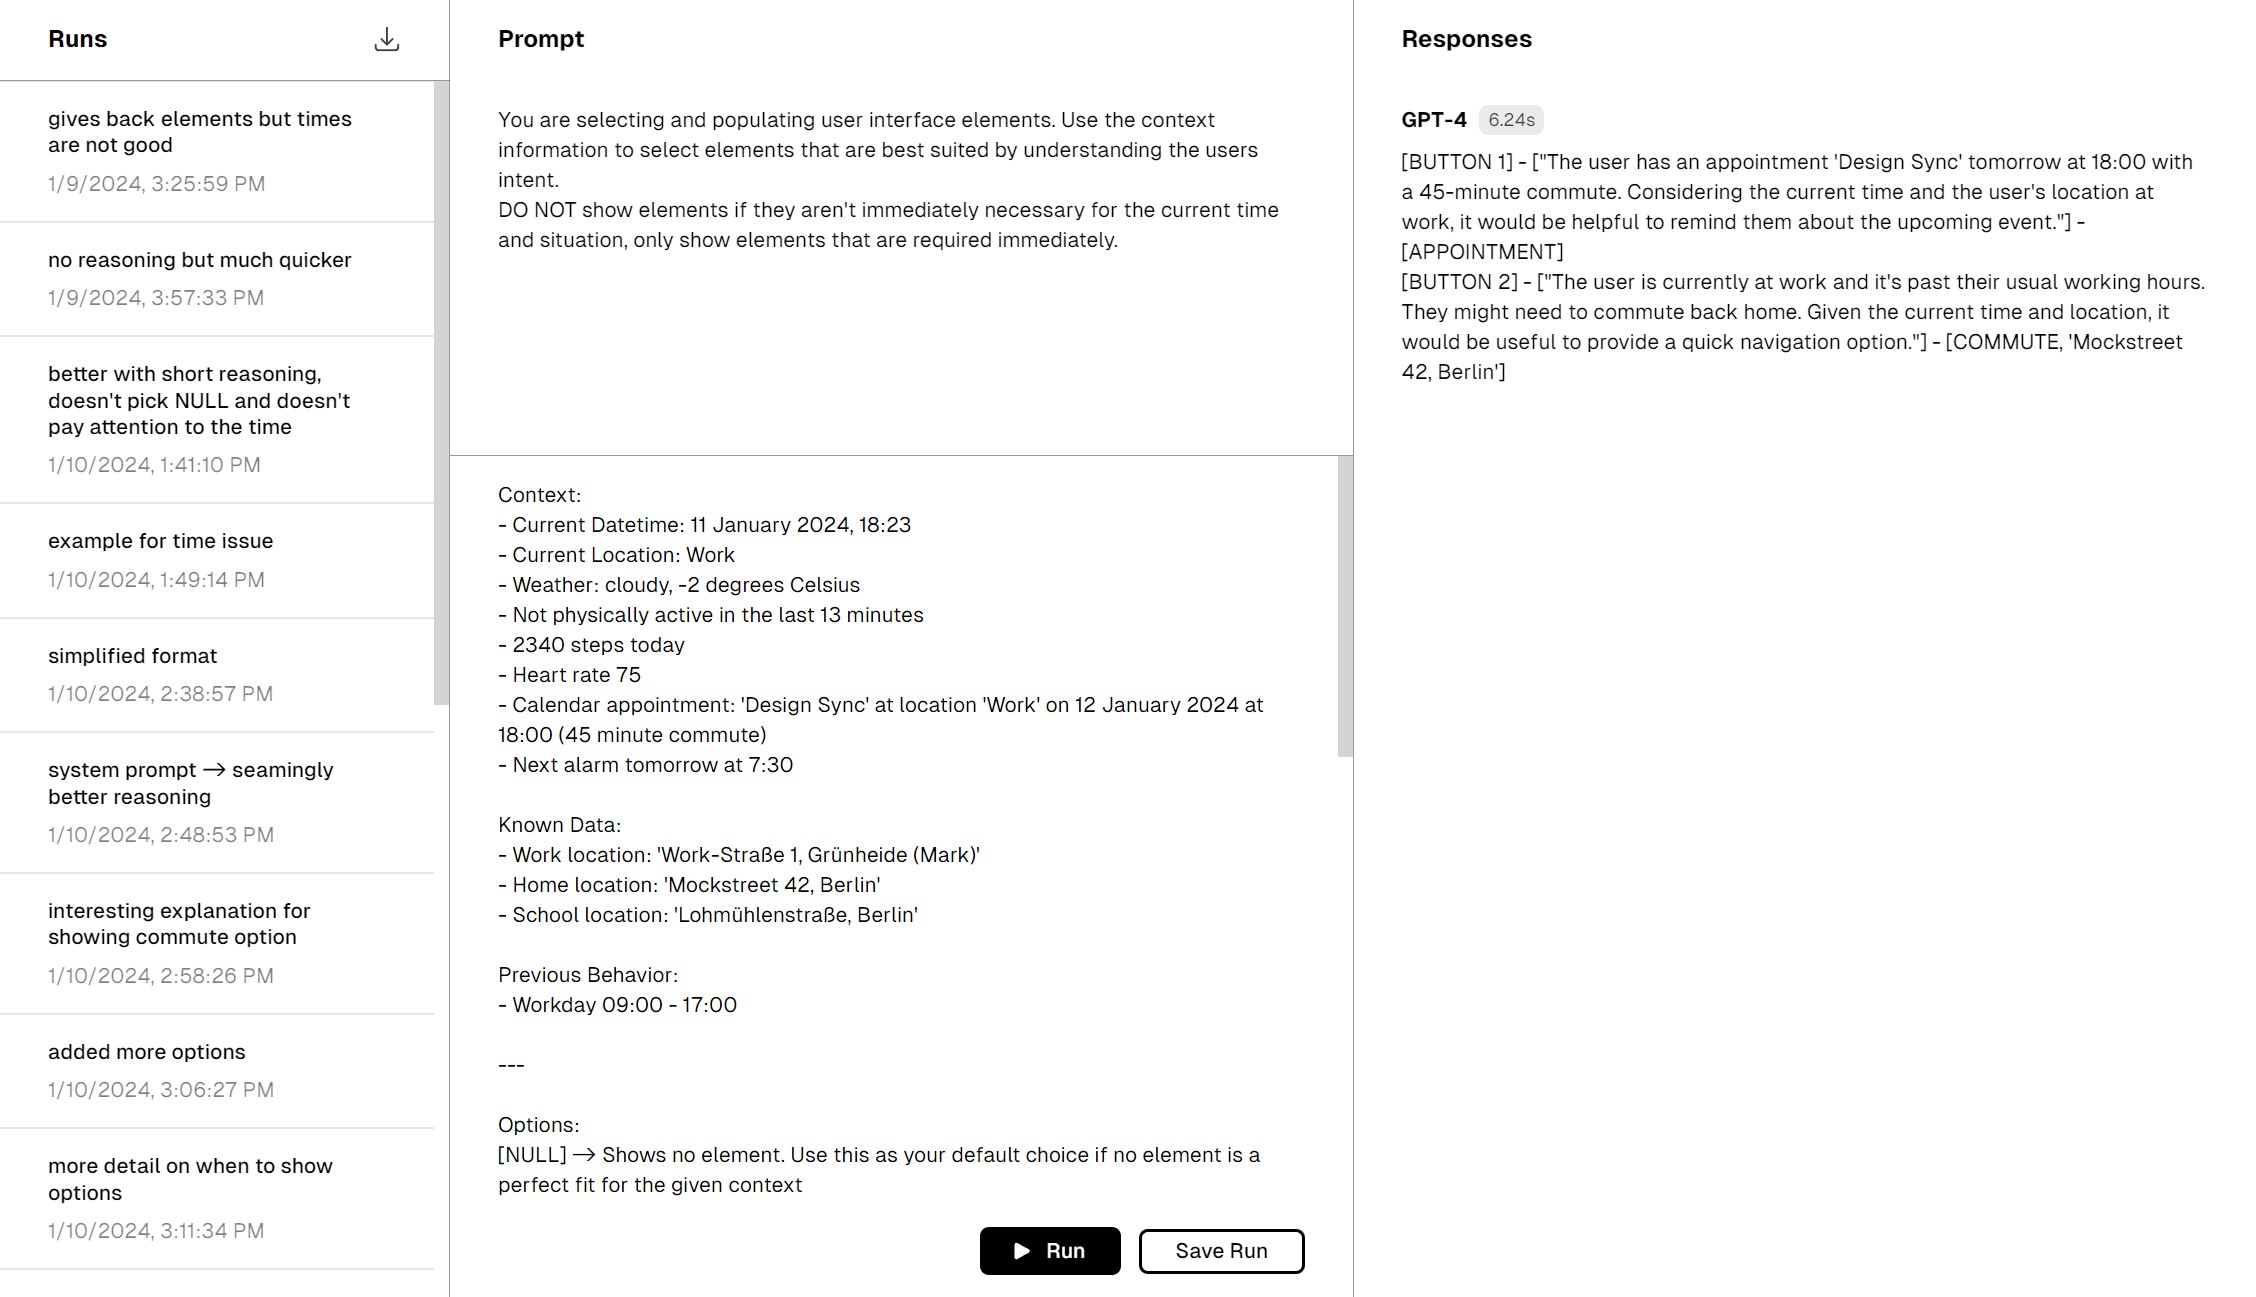 Runs
gives back elements but times
are not good
1/9/2024, 3:25:59 PM
no reasoning but much quicker
1/9/2024, 3:57:33 PM
better with short reasoning,
doesn't pick NULL and doesn't
pay attention to the time
1/10/2024, 1:41:10 PM
example for time issue
1/10/2024, 1:49:14 PM
simplified format
1/10/2024, 2:38:57 PM
system prompt → seamingly
better reasoning
1/10/2024, 2:48:53 PM
interesting explanation for
showing commute option
1/10/2024, 2:58:26 PM
added more options
1/10/2024, 3:06:27 PM
more detail on when to show
options
1/10/2024, 3:11:34 PM
Prompt
You are selecting and populating user interface elements. Use the context
information to select elements that are best suited by understanding the users
intent.
DO NOT show elements if they aren't immediately necessary for the current time
and situation, only show elements that are required immediately.
Context:
- Current Datetime: 11 January 2024, 18:23
- Current Location: Work
- Weather: cloudy, -2 degrees Celsius
- Not physically active in the last 13 minutes
- 2340 steps today
- Heart rate 75
- Calendar appointment: 'Design Sync' at location 'Work' on 12 January 2024 at
18:00 (45 minute commute)
- Next alarm tomorrow at 7:30
Known Data:
- Work location: 'Work-Straße 1, Grünheide (Mark)'
- Home location: 'Mockstreet 42, Berlin'
- School location: 'Lohmühlenstraße, Berlin'
Previous Behavior:
- Workday 09:00 - 17:00
---
Options:
[NULL] → Shows no element. Use this as your default choice if no element is a
perfect fit for the given context
Run
Save Run
Responses
GPT-4 6.24s
[BUTTON 1] - ["The user has an appointment 'Design Sync' tomorrow at 18:00 with
a 45-minute commute. Considering the current time and the user's location at
work, it would be helpful to remind them about the upcoming event."] -
[APPOINTMENT]
[BUTTON 2] - ["The user is currently at work and it's past their usual working hours.
They might need to commute back home. Given the current time and location, it
would be useful to provide a quick navigation option."] - [COMMUTE, 'Mockstreet
42, Berlin']